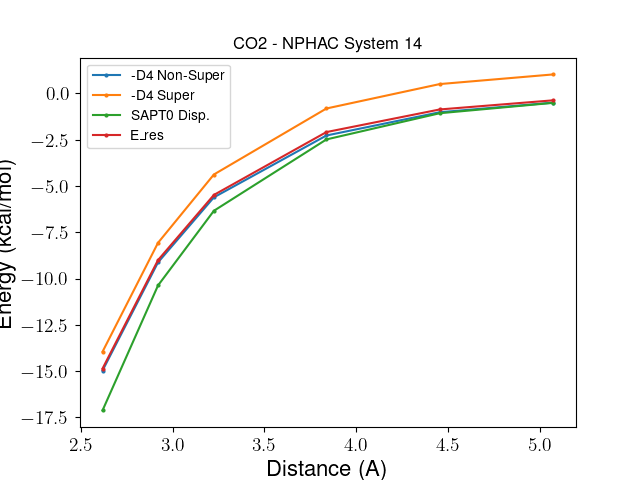 CO2 - NPHAC System 14
-D4 Non-Super
-D4 Super
SAPT0 Disp.
E_res
0.0
−2.5
−5.0
−7.5
−10.0
−12.5
−15.0
−17.5
Energy (kcal/mol)
2.5 3.0 3.5 4.0 4.5 5.0
Distance (A)